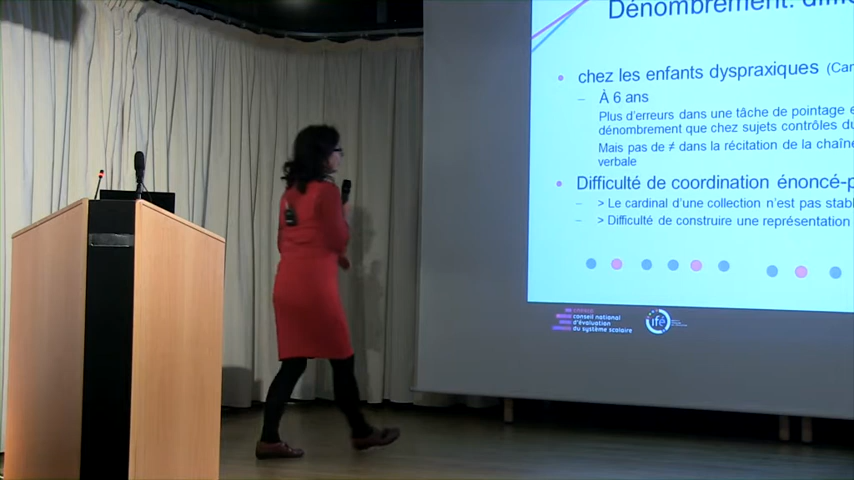 Dénombrement:
chez les enfants dyspraxiques
À 6 ans
Plus d'erreurs dans une tâche de pointage
dénombrement que chez sujets contrôles
Mais pas de ≠ dans la récitation de la chaîne
verbale
Difficulté de coordination énoncé-
> Le cardinal d'une collection n'est pas
> Difficulté de construire une représentation
conseil national
d'évaluation
du système scolaire
ifé